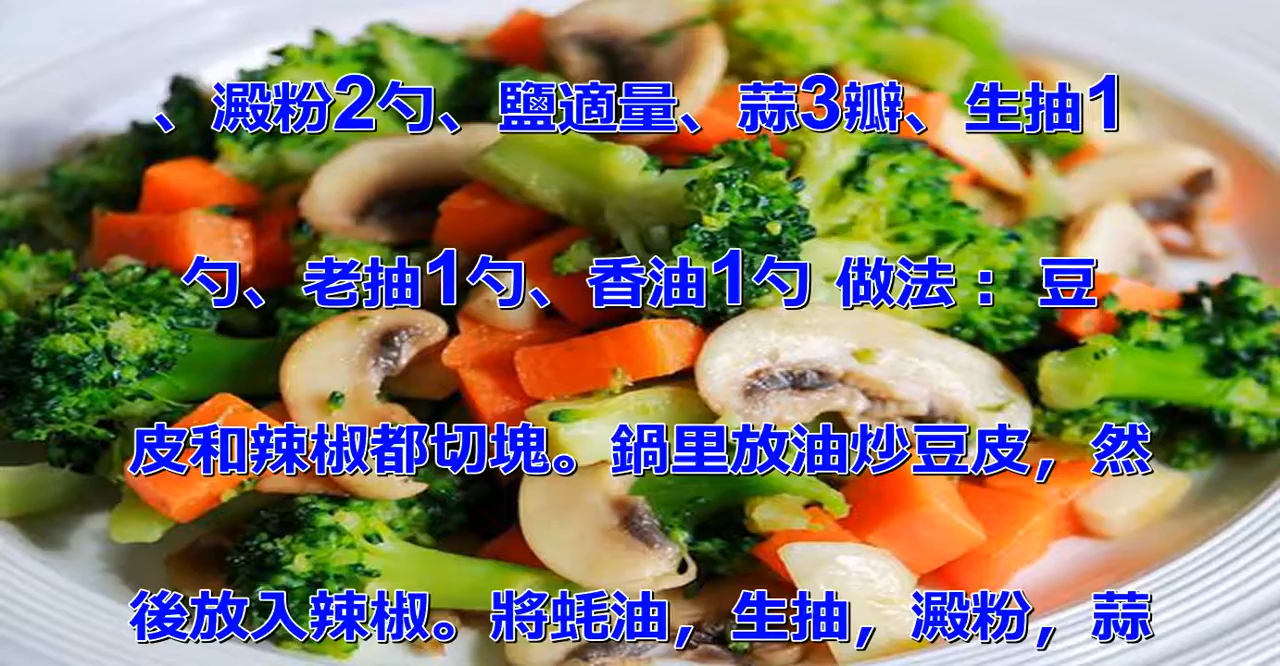 、澱粉2勺、鹽適量、蒜3瓣、生抽1
勺、老抽1勺、香油1勺 做法： 豆
皮和辣椒都切塊。鍋里放油炒豆皮，然
後放入辣椒。將蚝油，生抽，澱粉，蒜